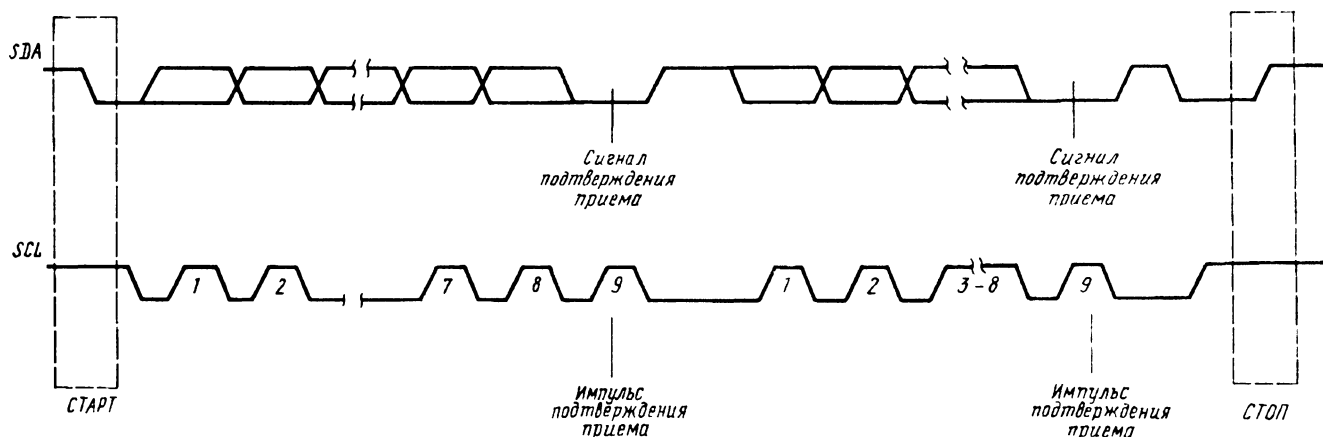 SDA
Сигнал
подтверждения
приема
Сигнил
подтверждения
приема
SCL
1
2
7
8
9
1
2
3-8
9
СТАРТ
Импульс
подтверждения
приема
Импульс
подтверждения
приема
СТОП